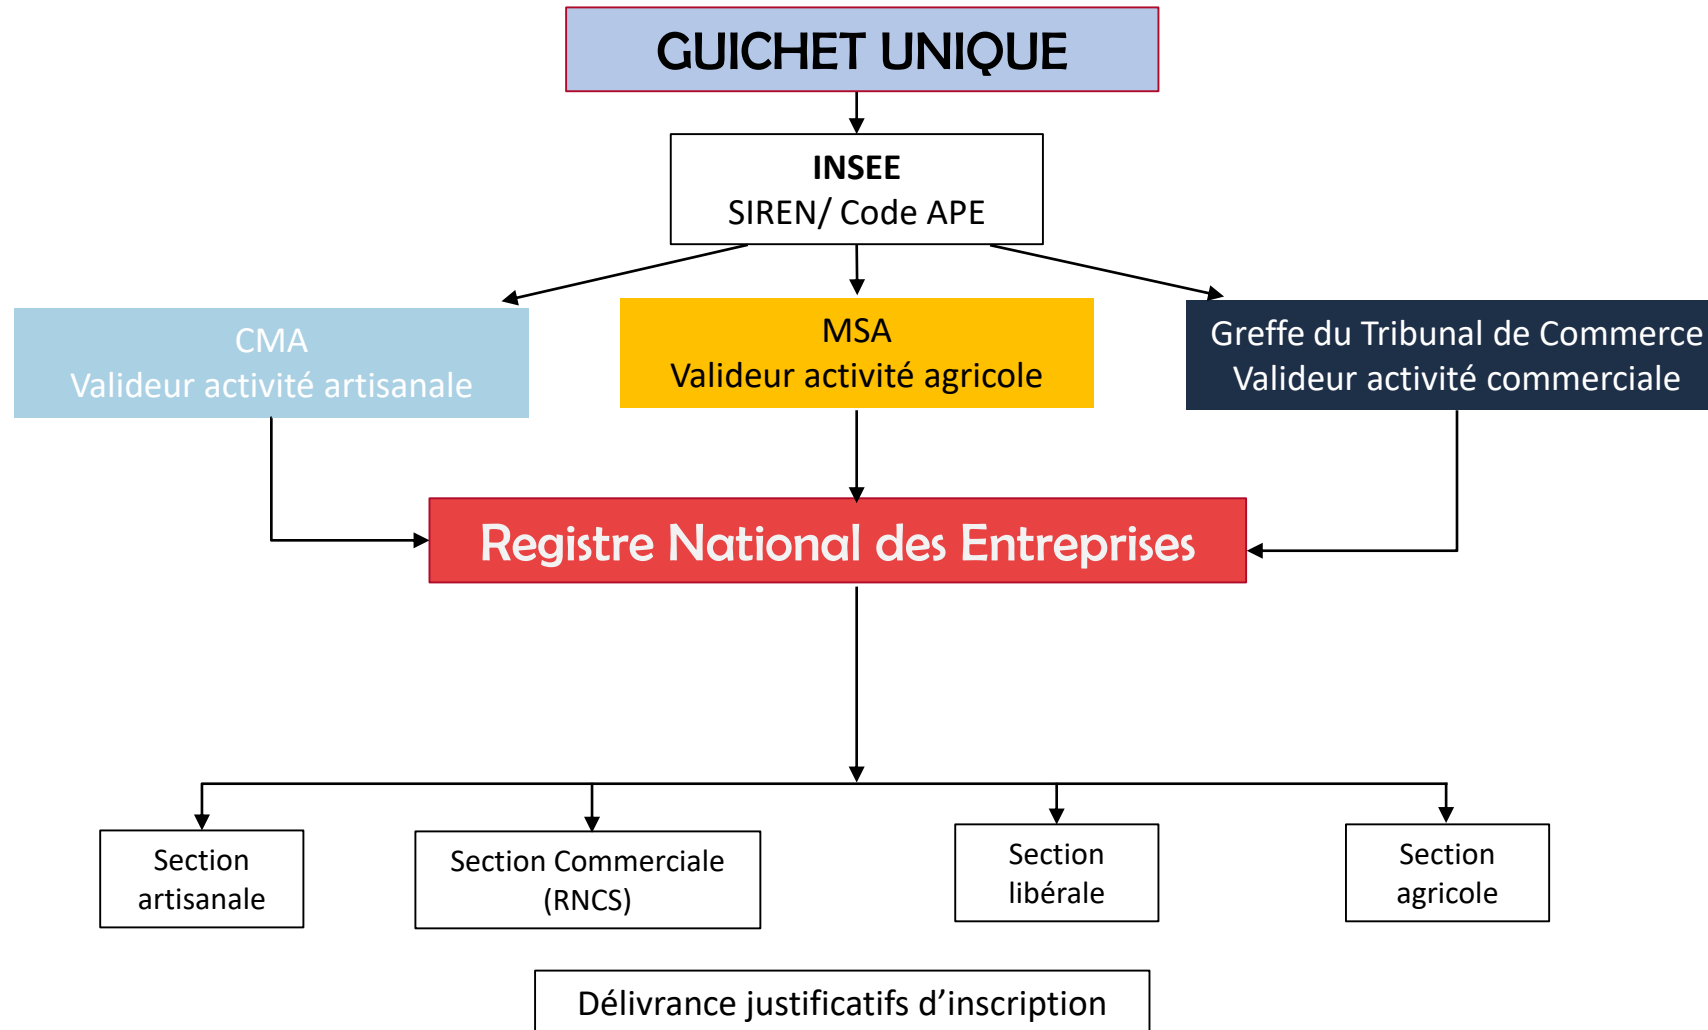 GUICHET UNIQUE
INSEE
SIREN/ Code APE
CMA
Valideur activité artisanale
MSA
Valideur activité agricole
Greffe du Tribunal de Commerce
Valideur activité commerciale
Registre National des Entreprises
Section
artisanale
Section Commerciale
(RNCS)
Section
libérale
Section
agricole
Délivrance justificatifs d’inscription